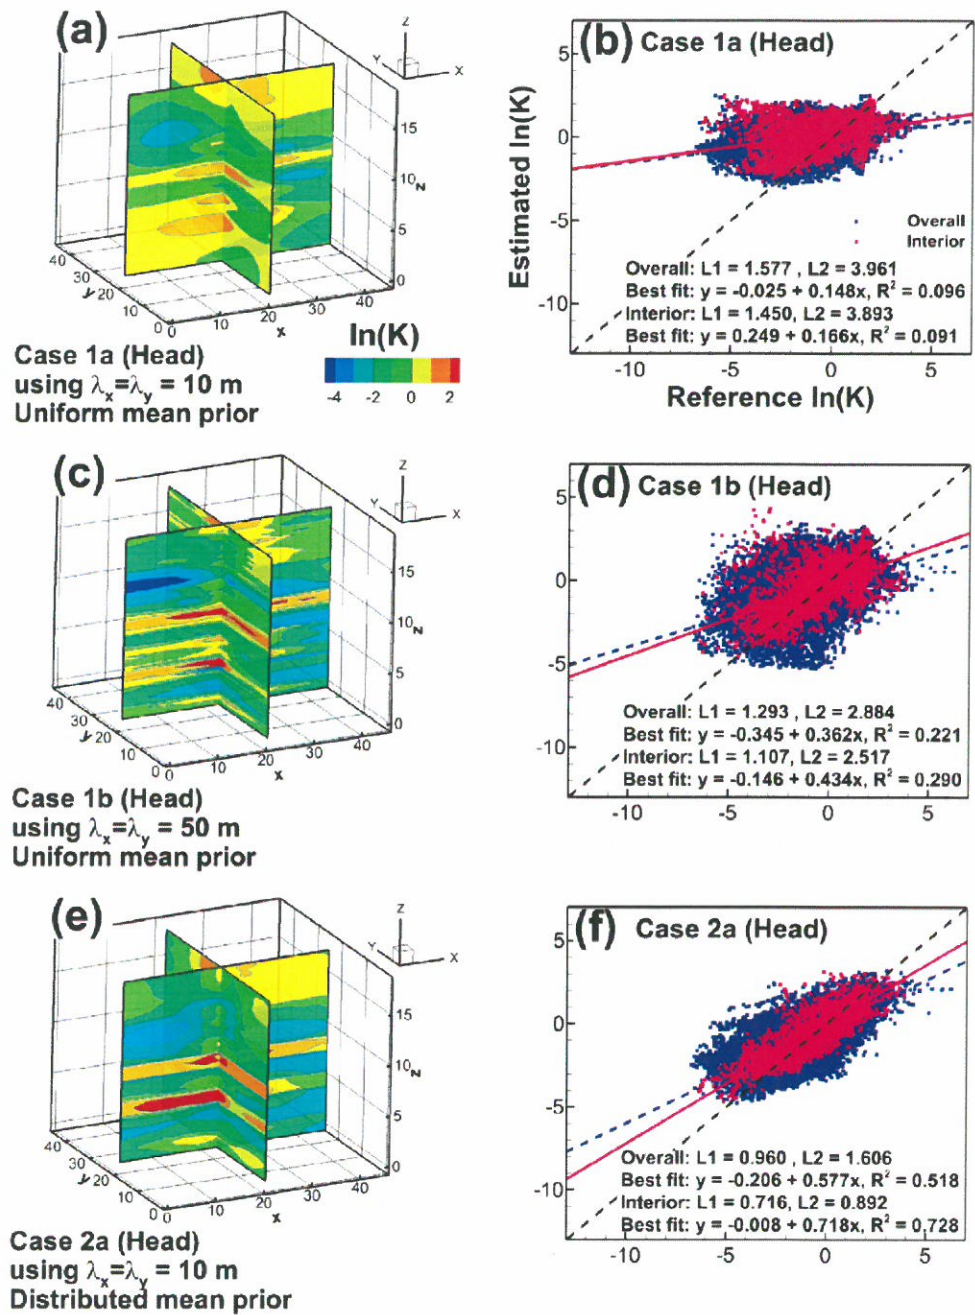 (a)
Z
Y
X
15
10
z
5
0
40
30
20
10
0
y
0
10
20
30
40
x
Case 1a (Head)
using λx=λy = 10 m
Uniform mean prior
ln(K)
-4 -2 0 2
(b) Case 1a (Head)
Estimated ln(K)
5
0
-5
-10
Overall
Interior
Overall: L1 = 1.577 , L2 = 3.961
Best fit: y = -0.025 + 0.148x, R² = 0.096
Interior: L1 = 1.450, L2 = 3.893
Best fit: y = 0.249 + 0.166x, R² = 0.091
-10 -5 0 5
Reference ln(K)
(c)
Z
Y
X
15
10
z
5
0
40
30
20
10
0
y
0
10
20
30
40
x
Case 1b (Head)
using λx=λy = 50 m
Uniform mean prior
(d) Case 1b (Head)
5
0
-5
-10
Overall: L1 = 1.293 , L2 = 2.884
Best fit: y = -0.345 + 0.362x, R² = 0.221
Interior: L1 = 1.107, L2 = 2.517
Best fit: y = -0.146 + 0.434x, R² = 0.290
-10 -5 0 5
(e)
Z
Y
X
15
10
z
5
0
40
30
20
10
0
y
0
10
20
30
40
x
Case 2a (Head)
using λx=λy = 10 m
Distributed mean prior
(f) Case 2a (Head)
5
0
-5
-10
Overall: L1 = 0.960 , L2 = 1.606
Best fit: y = -0.206 + 0.577x, R² = 0.518
Interior: L1 = 0.716, L2 = 0.892
Best fit: y = -0.008 + 0.718x, R² = 0.728
-10 -5 0 5